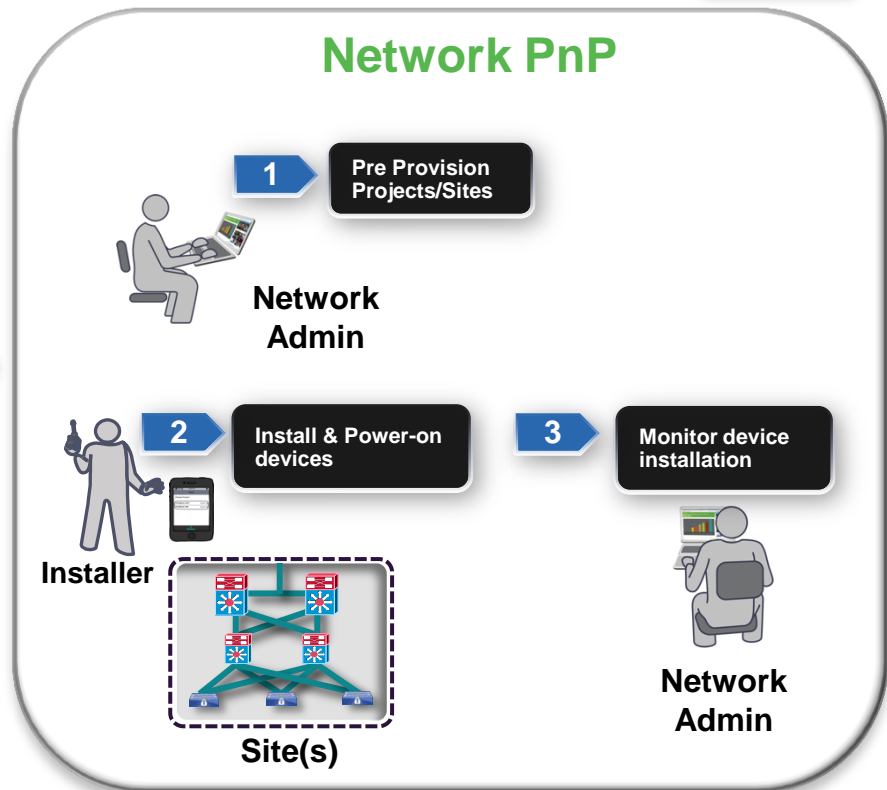 Network PnP
1
Pre Provision
Projects/Sites
Network
Admin
2
Install & Power-on
devices
3
Monitor device
installation
Installer
Site(s)
Network
Admin